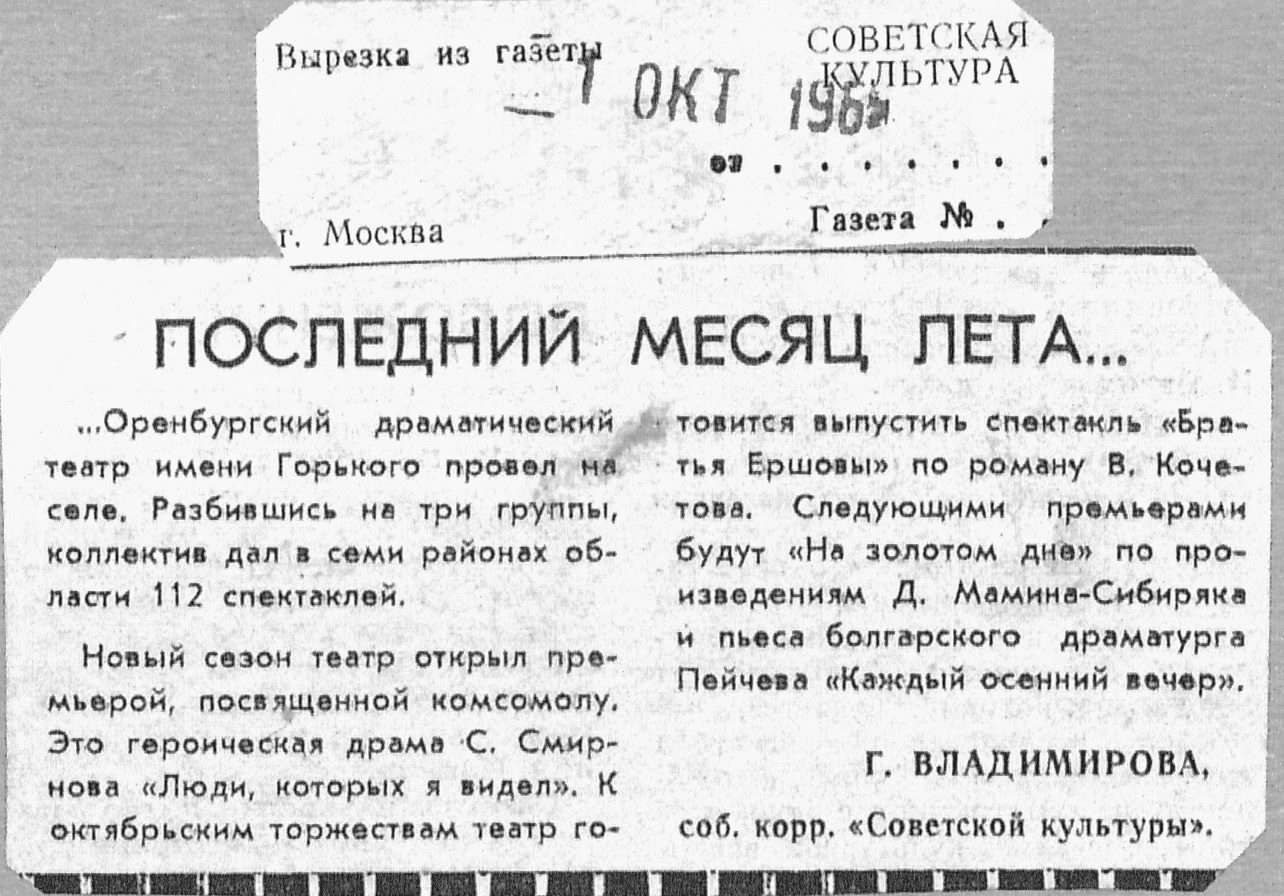 Вырезка из газеты
СОВЕТСКАЯ
КУЛЬТУРА
– 1 ОКТ
от . . . . . . .
г. Москва
Газета № . .
ПОСЛЕДНИЙ МЕСЯЦ ЛЕТА...
...Оренбургский драматический
театр имени Горького провел на
селе. Разбившись на три группы,
коллектив дал в семи районах об-
ласти 112 спектаклей.
Новый сезон театр открыл пре-
мьерой, посвященной комсомолу.
Это героическая драма С. Смир-
нова «Люди, которых я видел». К
октябрьским торжествам театр го-
товится выпустить спектакль «Бра-
тья Ершовы» по роману В. Коче-
това. Следующими премьерами
будут «На золотом дне» по про-
изведениям Д. Мамина-Сибиряка
и пьеса болгарского драматурга
Пейчева «Каждый осенний вечер».
Г. ВЛАДИМИРОВА,
соб. корр. «Советской культуры».